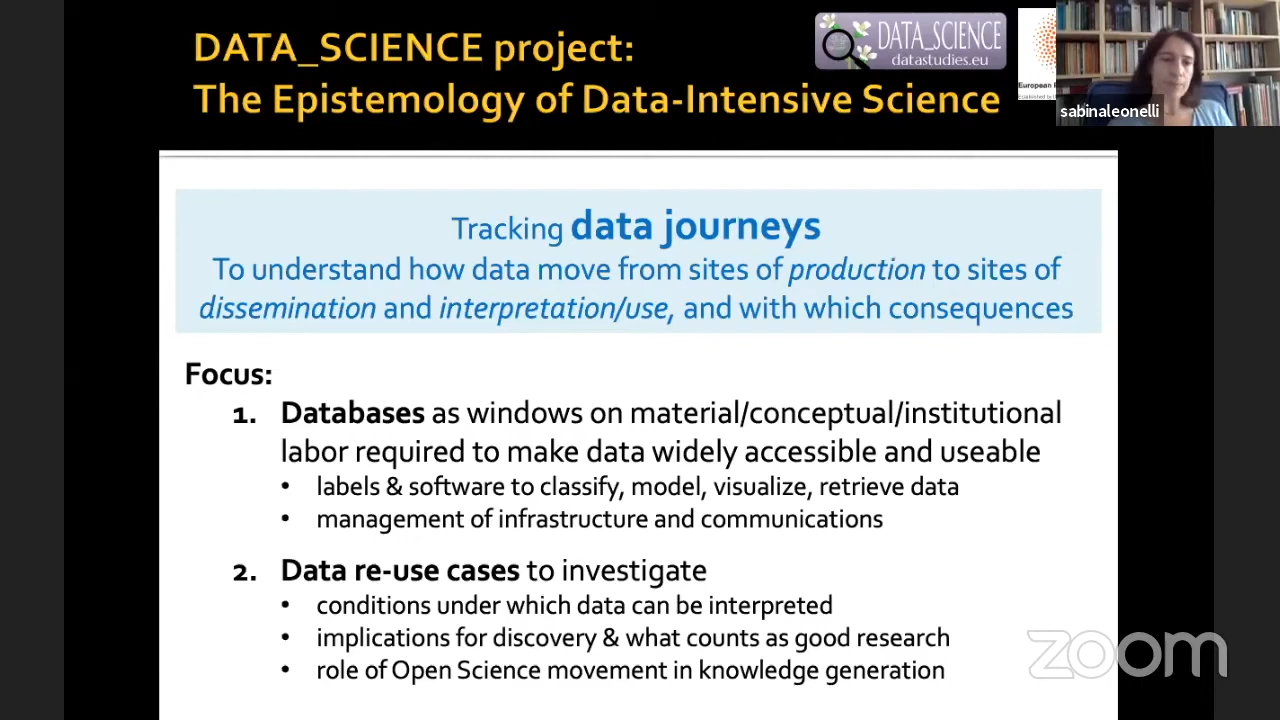 DATA_SCIENCE project:
The Epistemology of Data-Intensive Science
DATA_SCIENCE
datastudies.eu
European
sabinaleonelli
Tracking data journeys
To understand how data move from sites of production to sites of
dissemination and interpretation/use, and with which consequences
Focus:
1. Databases as windows on material/conceptual/institutional
labor required to make data widely accessible and useable
• labels & software to classify, model, visualize, retrieve data
• management of infrastructure and communications
2. Data re-use cases to investigate
• conditions under which data can be interpreted
• implications for discovery & what counts as good research
• role of Open Science movement in knowledge generation
zoom